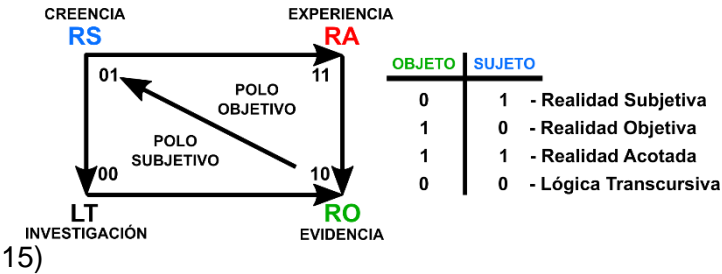 CREENCIA
EXPERIENCIA
RS
RA
OBJETO SUJETO
01
11
POLO
OBJETIVO
0 1 - Realidad Subjetiva
POLO
SUBJETIVO
1 0 - Realidad Objetiva
1 1 - Realidad Acotada
00
10
0 0 - Lógica Transcursiva
LT
RO
INVESTIGACIÓN
EVIDENCIA
15)